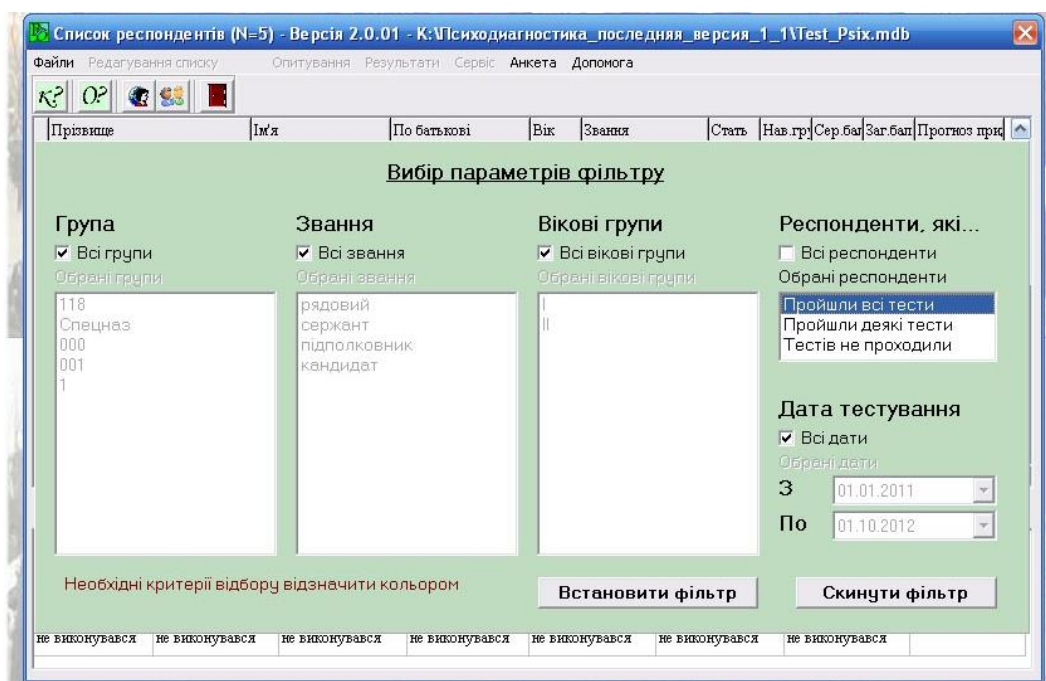 Список респондентів (N=5) - Версія 2.0.01 - K:\Психодиагностика_последняя_версия_1_1\Test_Psix.mdb
Файли Редагування списку Опитування Результати Сервіс Анкета Допомога
К? О?
Прізвище Ім'я По батькові Вік Звання Стать Нав.гру Сер.бал Заг.бал Прогноз при
Вибір параметрів фільтру
Група Звання Вікові групи Респонденти, які...
Всі групи Всі звання Всі вікові групи Всі респонденти
Обрані групи Обрані звання Обрані вікові групи Обрані респонденти
118 рядовий I Пройшли всі тести
Спецназ сержант II Пройшли деякі тести
000 підполковник Тестів не проходили
001 кандидат
1
Дата тестування
Всі дати
Обрані дати
З 01.01.2011
По 01.10.2012
Необхідні критерії відбору відзначити кольором Встановити фільтр Скинути фільтр
не виконувався не виконувався не виконувався не виконувався не виконувався не виконувався не виконувався